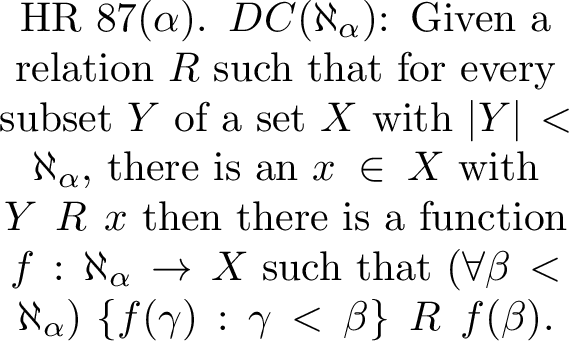 HR 87(α). DC(ℵ_α): Given a
relation R such that for every
subset Y of a set X with |Y| <
ℵ_α, there is an x ∈ X with
Y R x then there is a function
f : ℵ_α → X such that (∀β <
ℵ_α) {f(γ) : γ < β} R f(β).